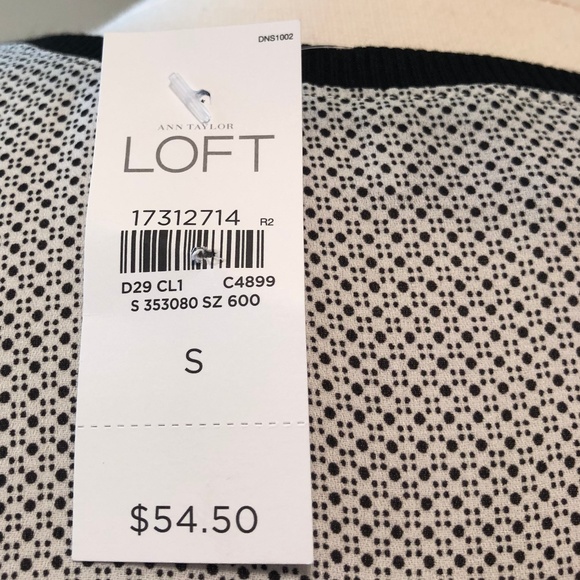 DNS1002
ANN TAYLOR
LOFT
17312714 R2
D29 CL1 C4899
S 353080 SZ 600
S
$54.50